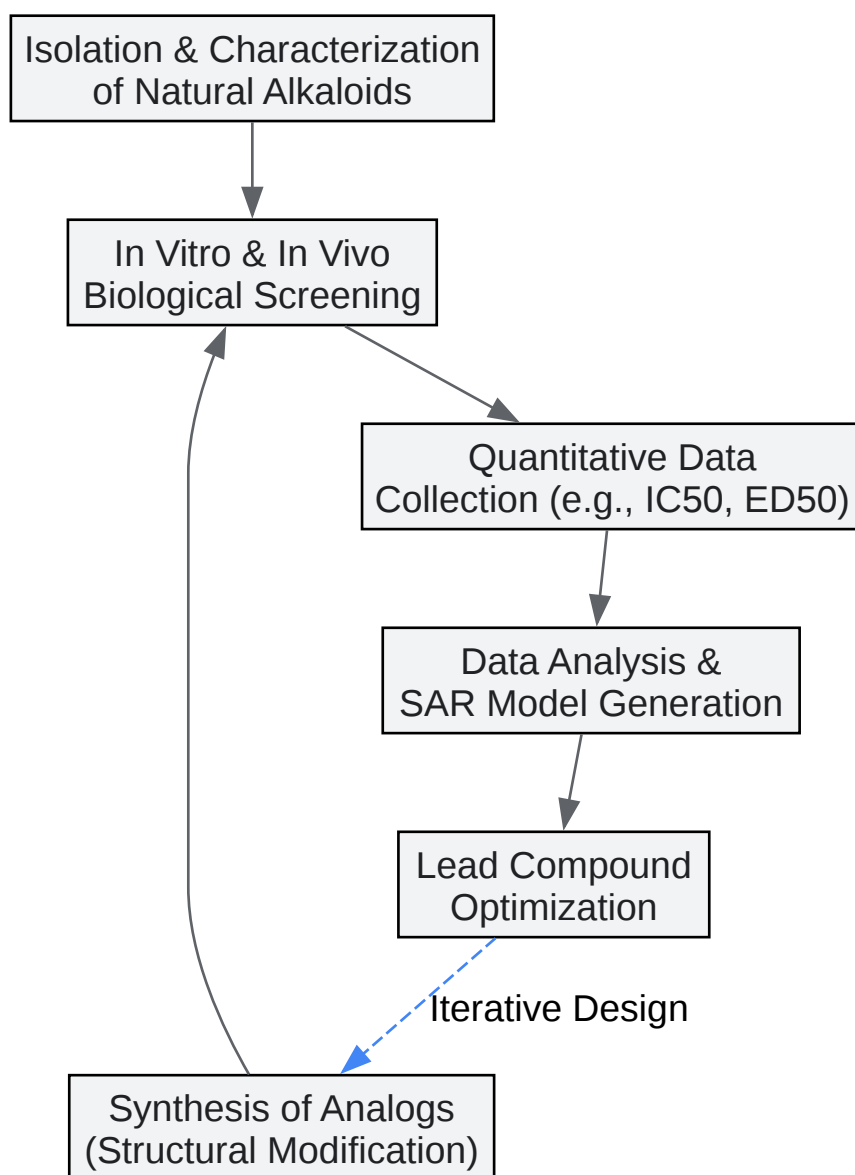 Isolation & Characterization
of Natural Alkaloids
In Vitro & In Vivo
Biological Screening
Quantitative Data
Collection (e.g., IC50, ED50)
Data Analysis &
SAR Model Generation
Lead Compound
Optimization
Iterative Design
Synthesis of Analogs
(Structural Modification)